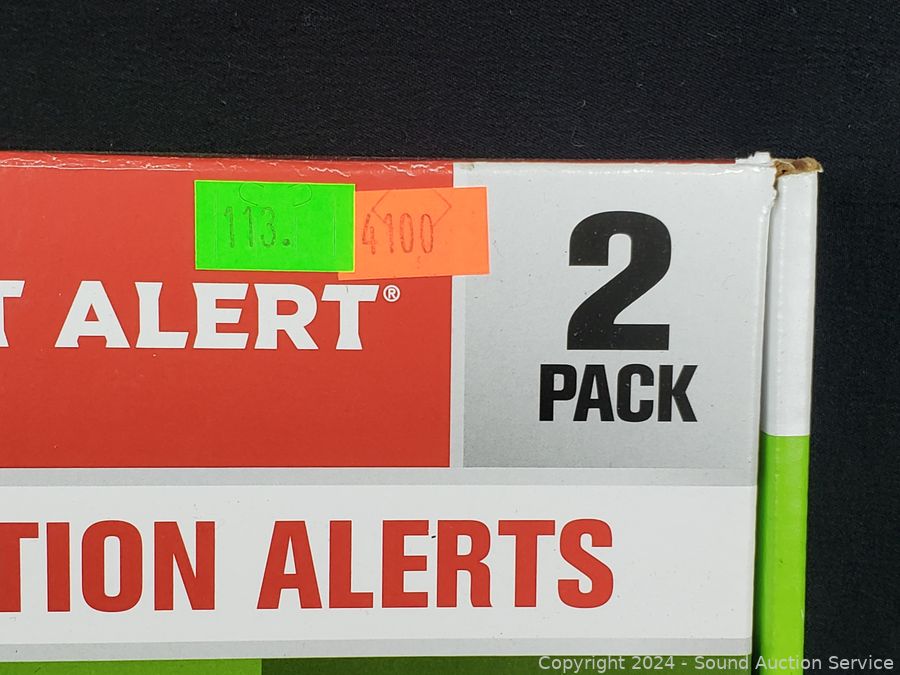 113.
4100
T ALERT®
2
PACK
TION ALERTS
Copyright 2024 - Sound Auction Service